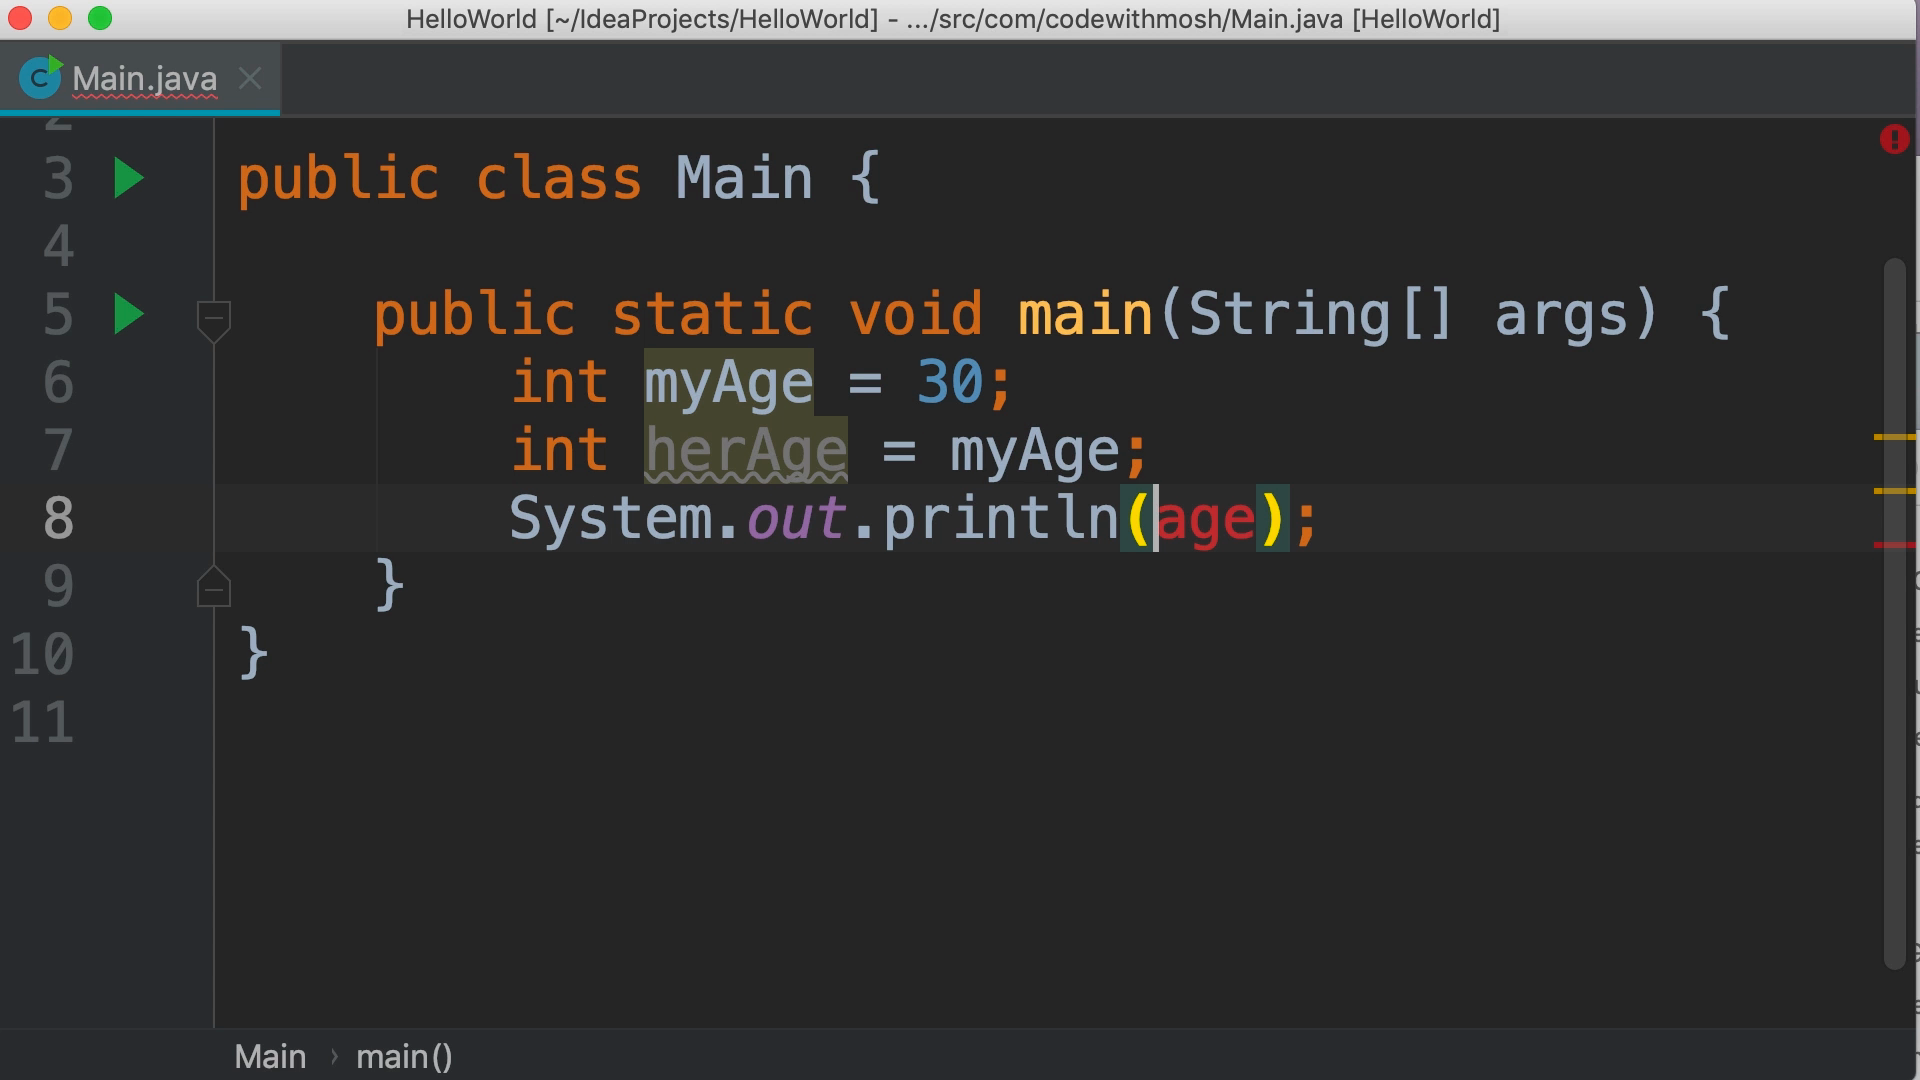 HelloWorld [~/IdeaProjects/HelloWorld] - .../src/com/codewithmosh/Main.java [HelloWorld]
Main.java
3 public class Main {
4
5 public static void main(String[] args) {
6 int myAge = 30;
7 int herAge = myAge;
8 System.out.println(age);
9 }
10 }
11
Main › main()